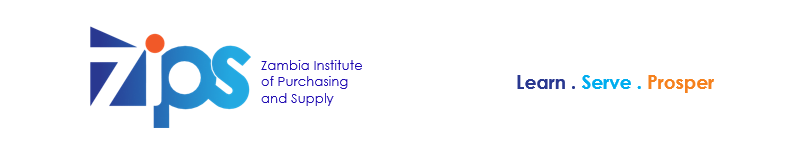 zips
Zambia Institute
of Purchasing
and Supply
Learn . Serve . Prosper